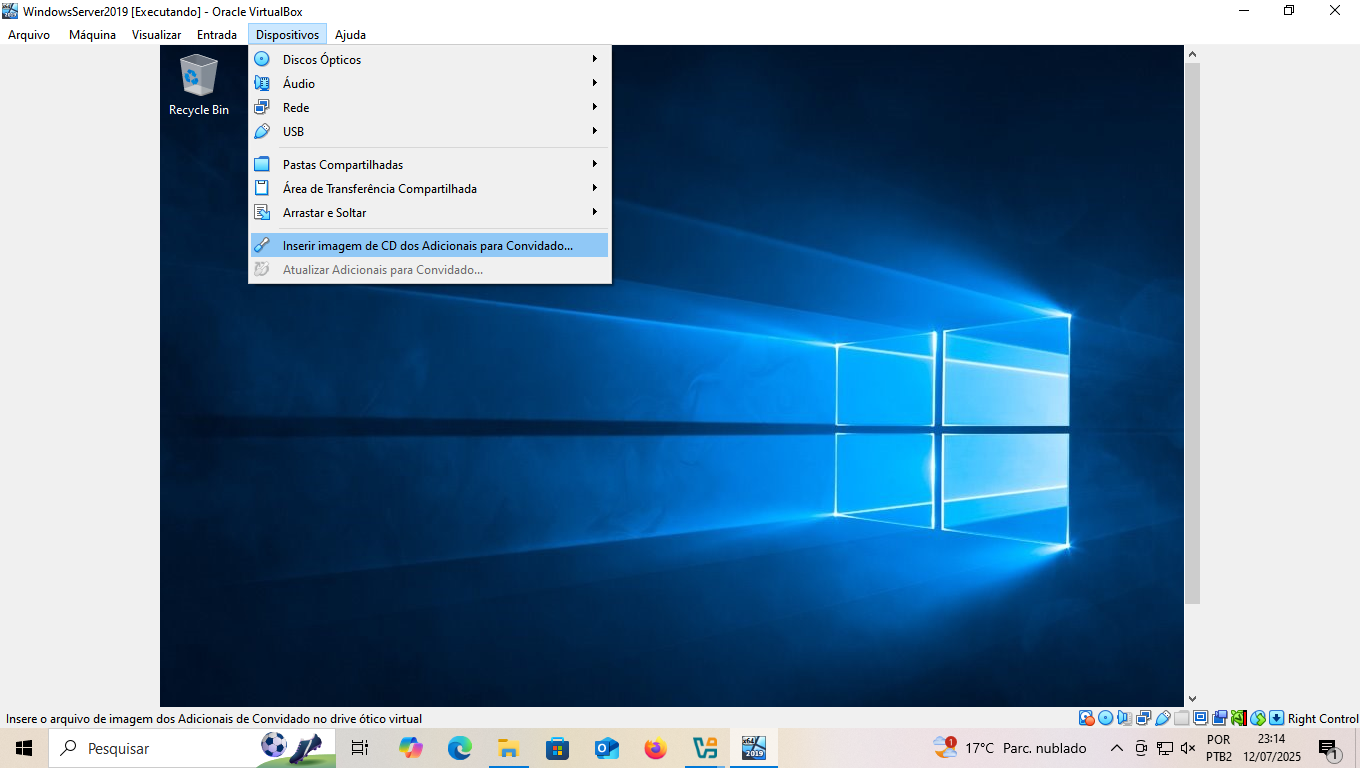 WindowsServer2019 [Executando] - Oracle VirtualBox
Arquivo Máquina Visualizar Entrada Dispositivos Ajuda
Recycle Bin
Discos Ópticos
Áudio
Rede
USB
Pastas Compartilhadas
Área de Transferência Compartilhada
Arrastar e Soltar
Inserir imagem de CD dos Adicionais para Convidado...
Atualizar Adicionais para Convidado...
Insere o arquivo de imagem dos Adicionais de Convidado no drive ótico virtual
Right Control
Pesquisar
x64
2019
1
17°C Parc. nublado
POR
PTB2
23:14
12/07/2025
1